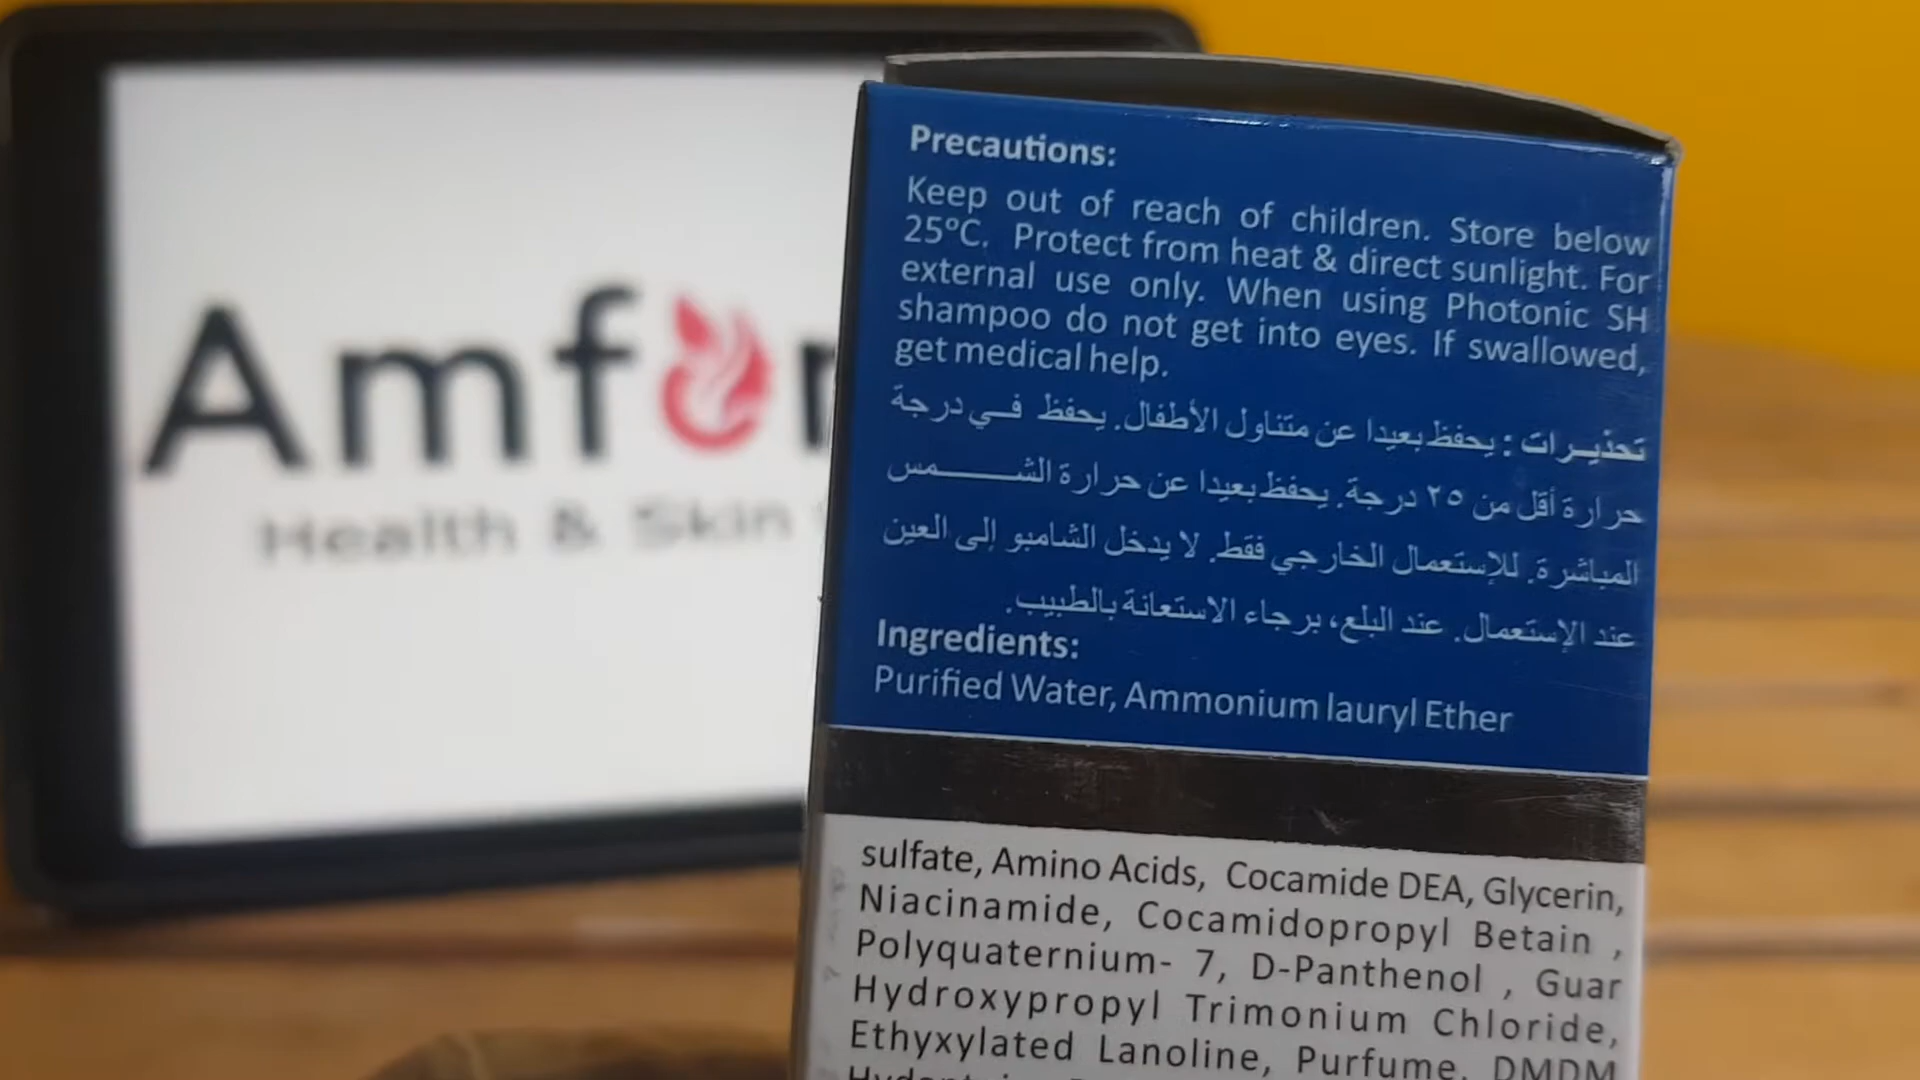 Amf
Health & Skin
Precautions:
Keep out of reach of children. Store below
25°C. Protect from heat & direct sunlight. For
external use only. When using Photonic SH
shampoo do not get into eyes. If swallowed,
get medical help.
تحذيرات : يحفظ بعيدا عن متناول الأطفال. يحفظ في درجة
حرارة أقل من ٢٥ درجة. يحفظ بعيدا عن حرارة الشمس
المباشرة. للإستعمال الخارجي فقط. لا يدخل الشامبو إلى العين
عند الإستعمال. عند البلع، برجاء الاستعانة بالطبيب.
Ingredients:
Purified Water, Ammonium lauryl Ether
sulfate, Amino Acids, Cocamide DEA, Glycerin,
Niacinamide, Cocamidopropyl Betain ,
Polyquaternium- 7, D-Panthenol , Guar
Hydroxypropyl Trimonium Chloride,
Ethyxylated Lanoline, Purfume, DMDM